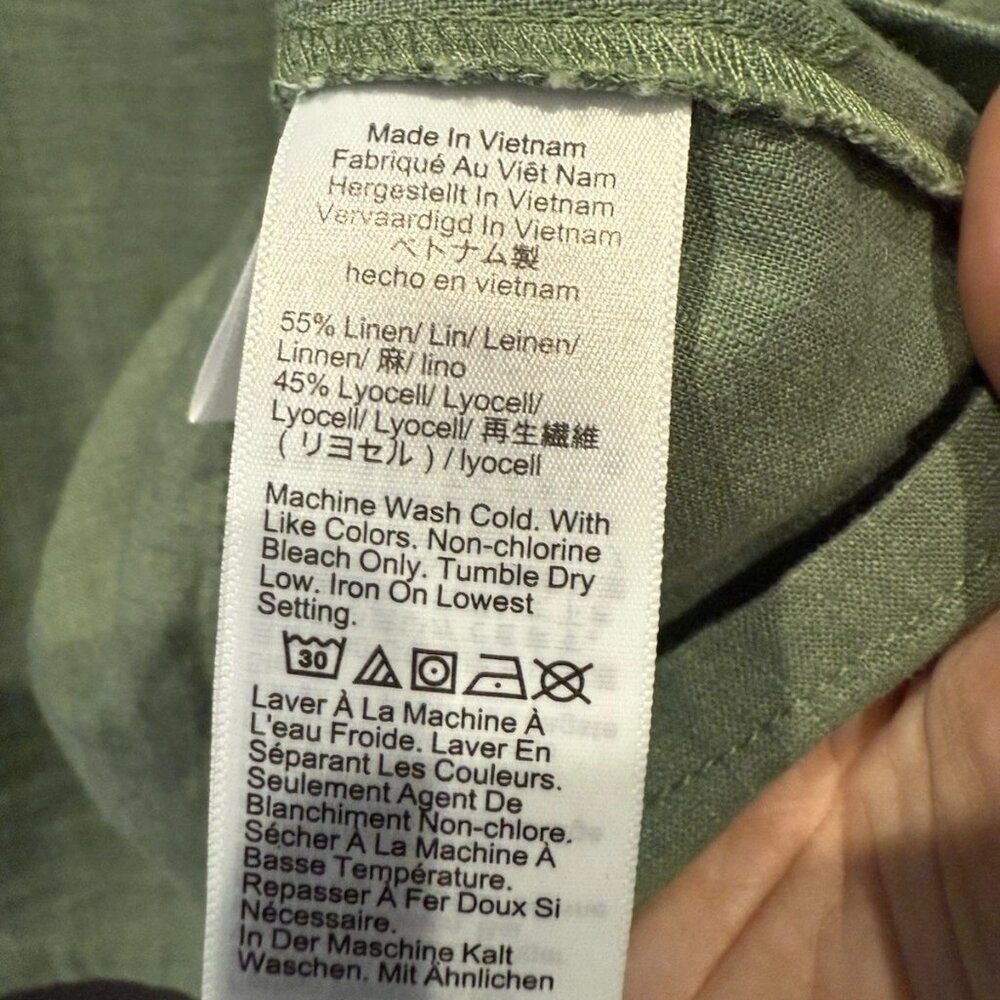 Made In Vietnam
Fabriqué Au Viêt Nam
Hergestellt In Vietnam
Vervaardigd In Vietnam
ベトナム製
hecho en vietnam
55% Linen/ Lin/ Leinen/
Linnen/ 麻/ lino
45% Lyocell/ Lyocell/
Lyocell/ Lyocell/ 再生繊維
( リヨセル ) / lyocell
Machine Wash Cold. With
Like Colors. Non-chlorine
Bleach Only. Tumble Dry
Low. Iron On Lowest
Setting.
30
Laver À La Machine À
L'eau Froide. Laver En
Séparant Les Couleurs.
Seulement Agent De
Blanchiment Non-chlore.
Sécher À La Machine À
Basse Température.
Repasser À Fer Doux Si
Nécessaire.
In Der Maschine Kalt
Waschen. Mit Ähnlichen